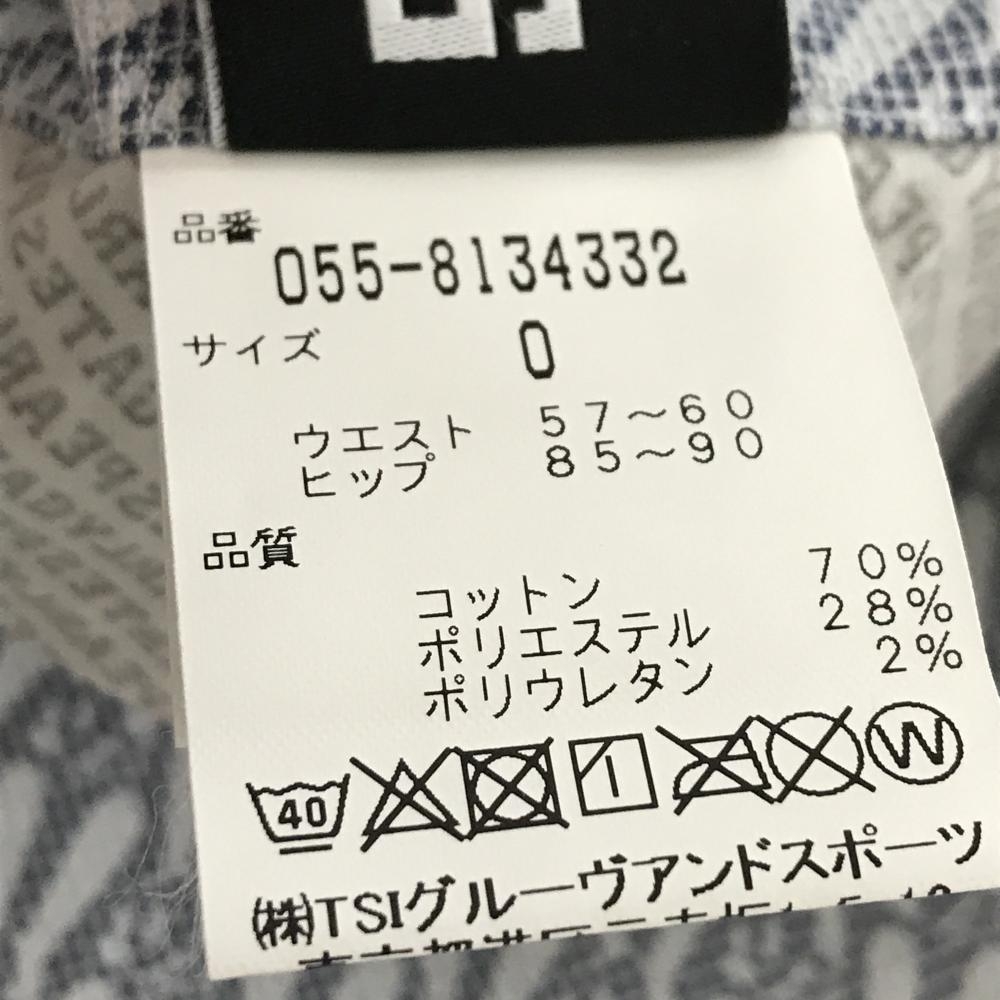 品番
055-8134332
サイズ 0
ウエスト 57～60
ヒップ 85～90
品質
コットン 70%
ポリエステル 28%
ポリウレタン 2%
40
W
㈱TSIグルーヴアンドスポーツ